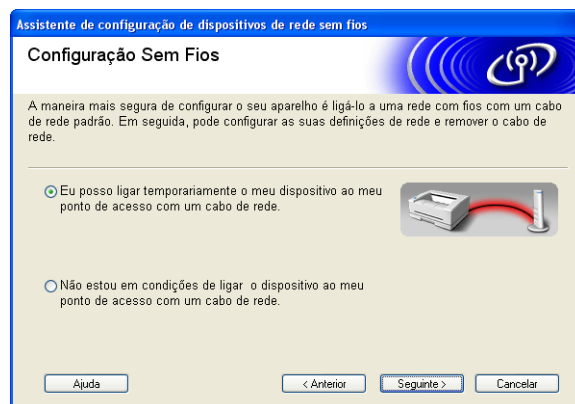 Assistente de configuração de dispositivos de rede sem fios
Configuração Sem Fios
A maneira mais segura de configurar o seu aparelho é ligá-lo a uma rede com fios com um cabo
de rede padrão. Em seguida, pode configurar as suas definições de rede e remover o cabo de
rede.
Eu posso ligar temporariamente o meu dispositivo ao meu
ponto de acesso com um cabo de rede.
Não estou em condições de ligar o dispositivo ao meu
ponto de acesso com um cabo de rede.
Ajuda
< Anterior
Seguinte >
Cancelar